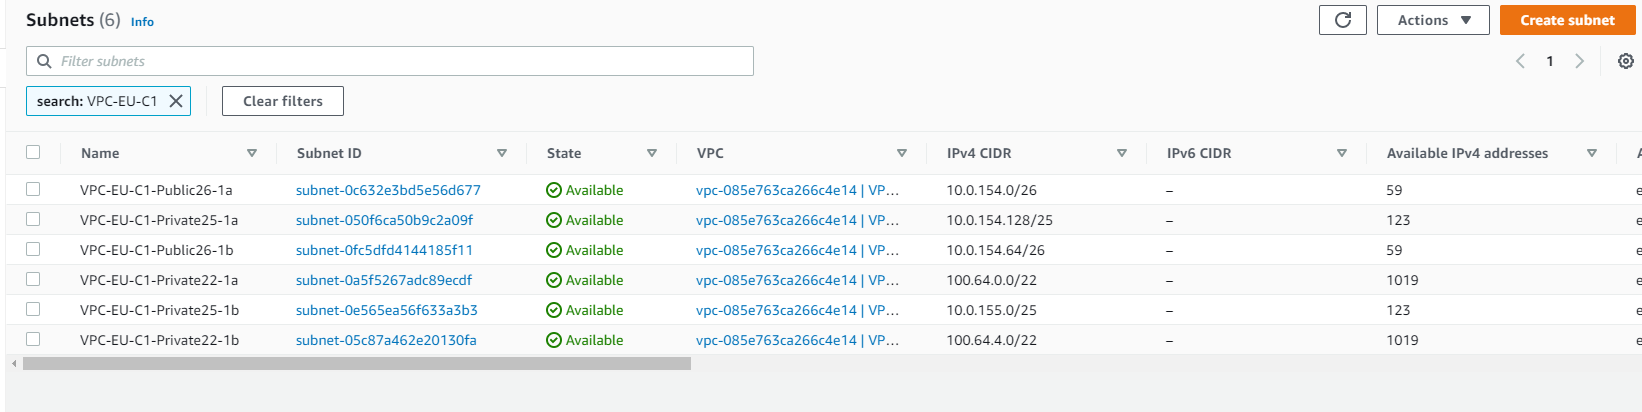 Subnets (6) Info
Actions
Create subnet
Filter subnets
1
search: VPC-EU-C1
Clear filters
Name Subnet ID State VPC IPv4 CIDR IPv6 CIDR Available IPv4 addresses
VPC-EU-C1-Public26-1a subnet-0c632e3bd5e56d677 Available vpc-085e763ca266c4e14 | VP... 10.0.154.0/26 – 59
VPC-EU-C1-Private25-1a subnet-050f6ca50b9c2a09f Available vpc-085e763ca266c4e14 | VP... 10.0.154.128/25 – 123
VPC-EU-C1-Public26-1b subnet-0fc5dfd4144185f11 Available vpc-085e763ca266c4e14 | VP... 10.0.154.64/26 – 59
VPC-EU-C1-Private22-1a subnet-0a5f5267adc89ecdf Available vpc-085e763ca266c4e14 | VP... 100.64.0.0/22 – 1019
VPC-EU-C1-Private25-1b subnet-0e565ea56f633a3b3 Available vpc-085e763ca266c4e14 | VP... 10.0.155.0/25 – 123
VPC-EU-C1-Private22-1b subnet-05c87a462e20130fa Available vpc-085e763ca266c4e14 | VP... 100.64.4.0/22 – 1019